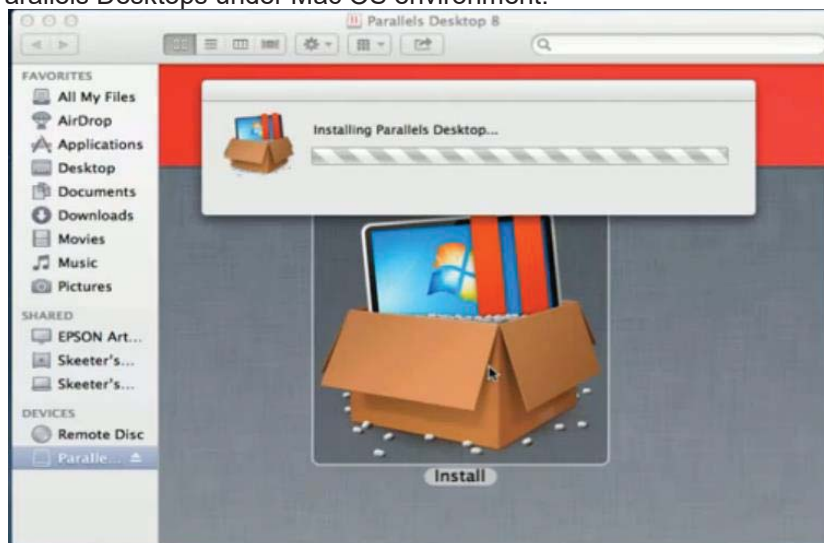 arallels Desktops under Mac OS environment.
Parallels Desktop 8
FAVORITES
All My Files
AirDrop
Applications
Desktop
Documents
Downloads
Movies
Music
Pictures
SHARED
EPSON Art...
Skeeter's...
Skeeter's...
DEVICES
Remote Disc
Paralle...
Installing Parallels Desktop...
Install